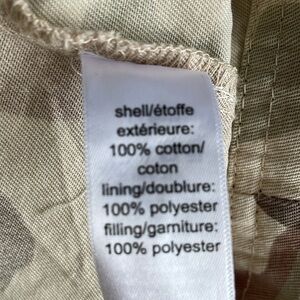 shell/étoffe
extérieure:
100% cotton/
coton
lining/doublure:
100% polyester
filling/garniture:
100% polyester